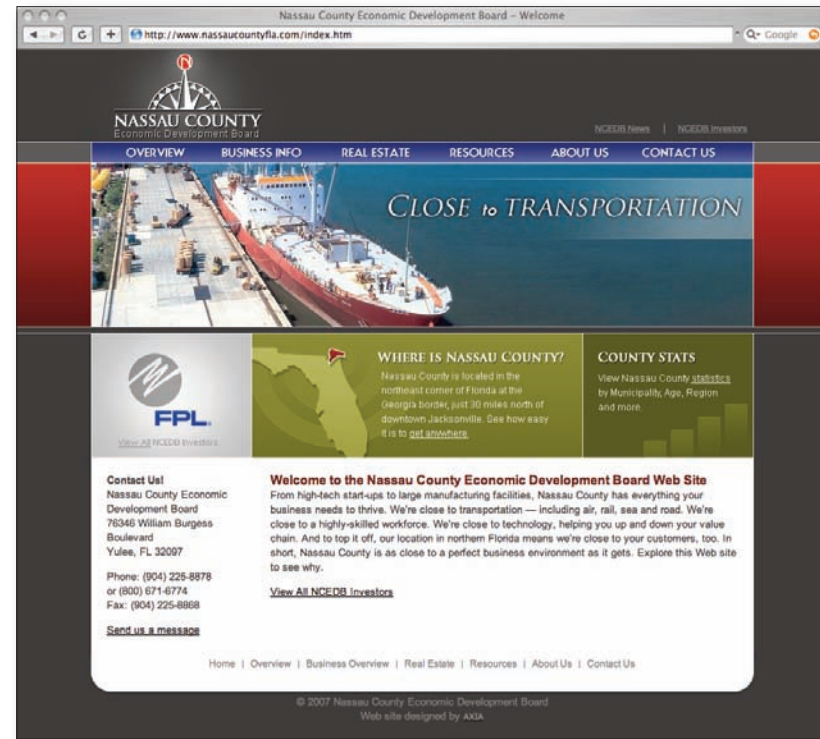 Nassau County Economic Development Board – Welcome
http://www.nassaucountyfla.com/index.htm
Google
N
NASSAU COUNTY
Economic Development Board
NCEDB News | NCEDB Investors
OVERVIEW BUSINESS INFO REAL ESTATE RESOURCES ABOUT US CONTACT US
CLOSE to TRANSPORTATION
FPL.
View All NCEDB Investors
WHERE IS NASSAU COUNTY?
Nassau County is located in the
northeast corner of Florida at the
Georgia border, just 30 miles north of
downtown Jacksonville. See how easy
it is to get anywhere.
COUNTY STATS
View Nassau County statistics
by Municipality, Age, Region
and more.
Contact Us!
Nassau County Economic
Development Board
76346 William Burgess
Boulevard
Yulee, FL 32097
Phone: (904) 225-8878
or (800) 671-6774
Fax: (904) 225-8868
Send us a message
Welcome to the Nassau County Economic Development Board Web Site
From high-tech start-ups to large manufacturing facilities, Nassau County has everything your
business needs to thrive. We're close to transportation — including air, rail, sea and road. We're
close to a highly-skilled workforce. We're close to technology, helping you up and down your value
chain. And to top it off, our location in northern Florida means we're close to your customers, too. In
short, Nassau County is as close to a perfect business environment as it gets. Explore this Web site
to see why.
View All NCEDB Investors
Home | Overview | Business Overview | Real Estate | Resources | About Us | Contact Us
© 2007 Nassau County Economic Development Board
Web site designed by AXIA